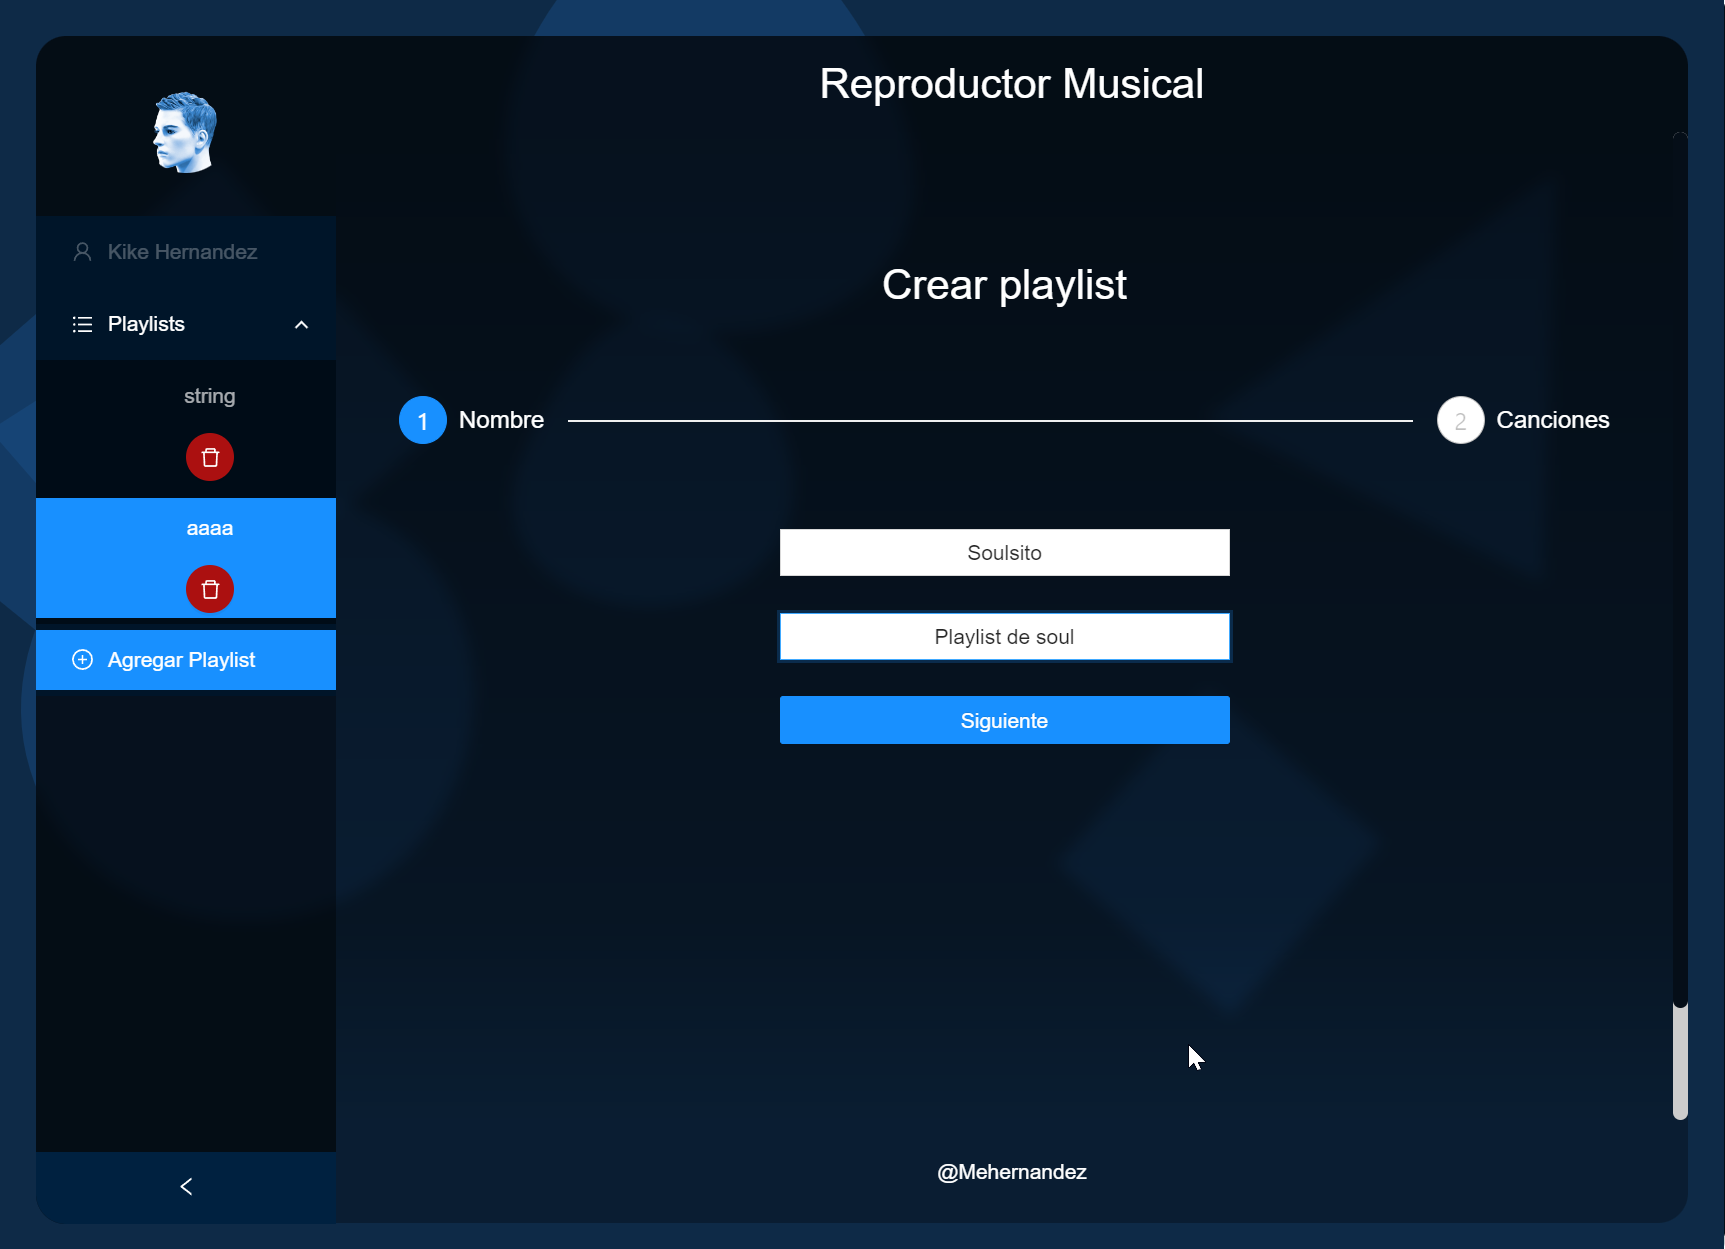 Reproductor Musical
Kike Hernandez
Playlists
string
aaaa
Agregar Playlist
Crear playlist
1 Nombre
2 Canciones
Soulsito
Playlist de soul
Siguiente
@Mehernandez